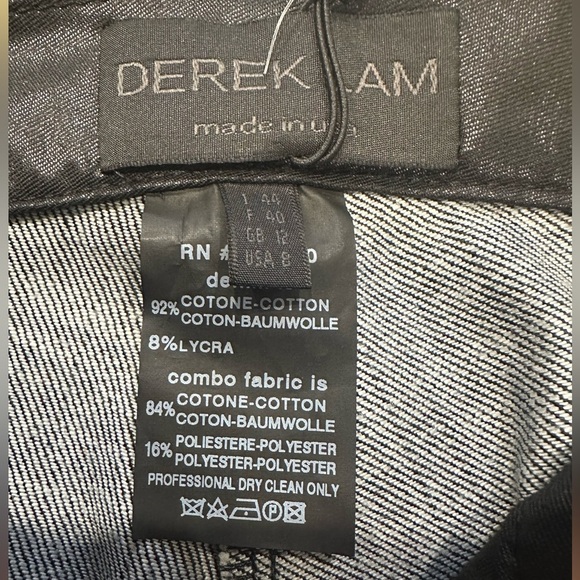 DEREK LAM
made in usa
I 44
F 40
GB 12
USA 8
RN #
92% COTONE-COTTON
COTON-BAUMWOLLE
8% LYCRA
combo fabric is
84% COTONE-COTTON
COTON-BAUMWOLLE
16% POLIESTERE-POLYESTER
POLYESTER-POLYESTER
PROFESSIONAL DRY CLEAN ONLY